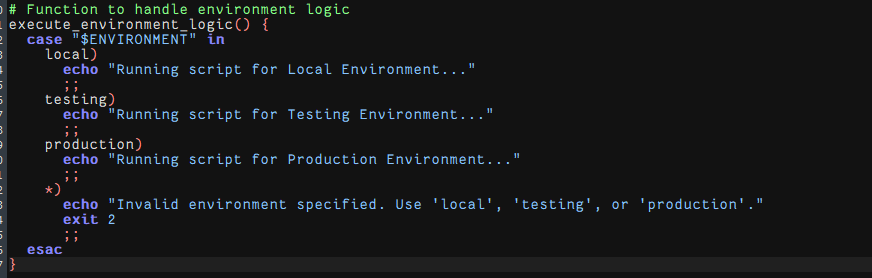 # Function to handle environment logic
execute_environment_logic() {
  case "$ENVIRONMENT" in
    local)
      echo "Running script for Local Environment..."
      ;;
    testing)
      echo "Running script for Testing Environment..."
      ;;
    production)
      echo "Running script for Production Environment..."
      ;;
    *)
      echo "Invalid environment specified. Use 'local', 'testing', or 'production'."
      exit 2
      ;;
  esac
}